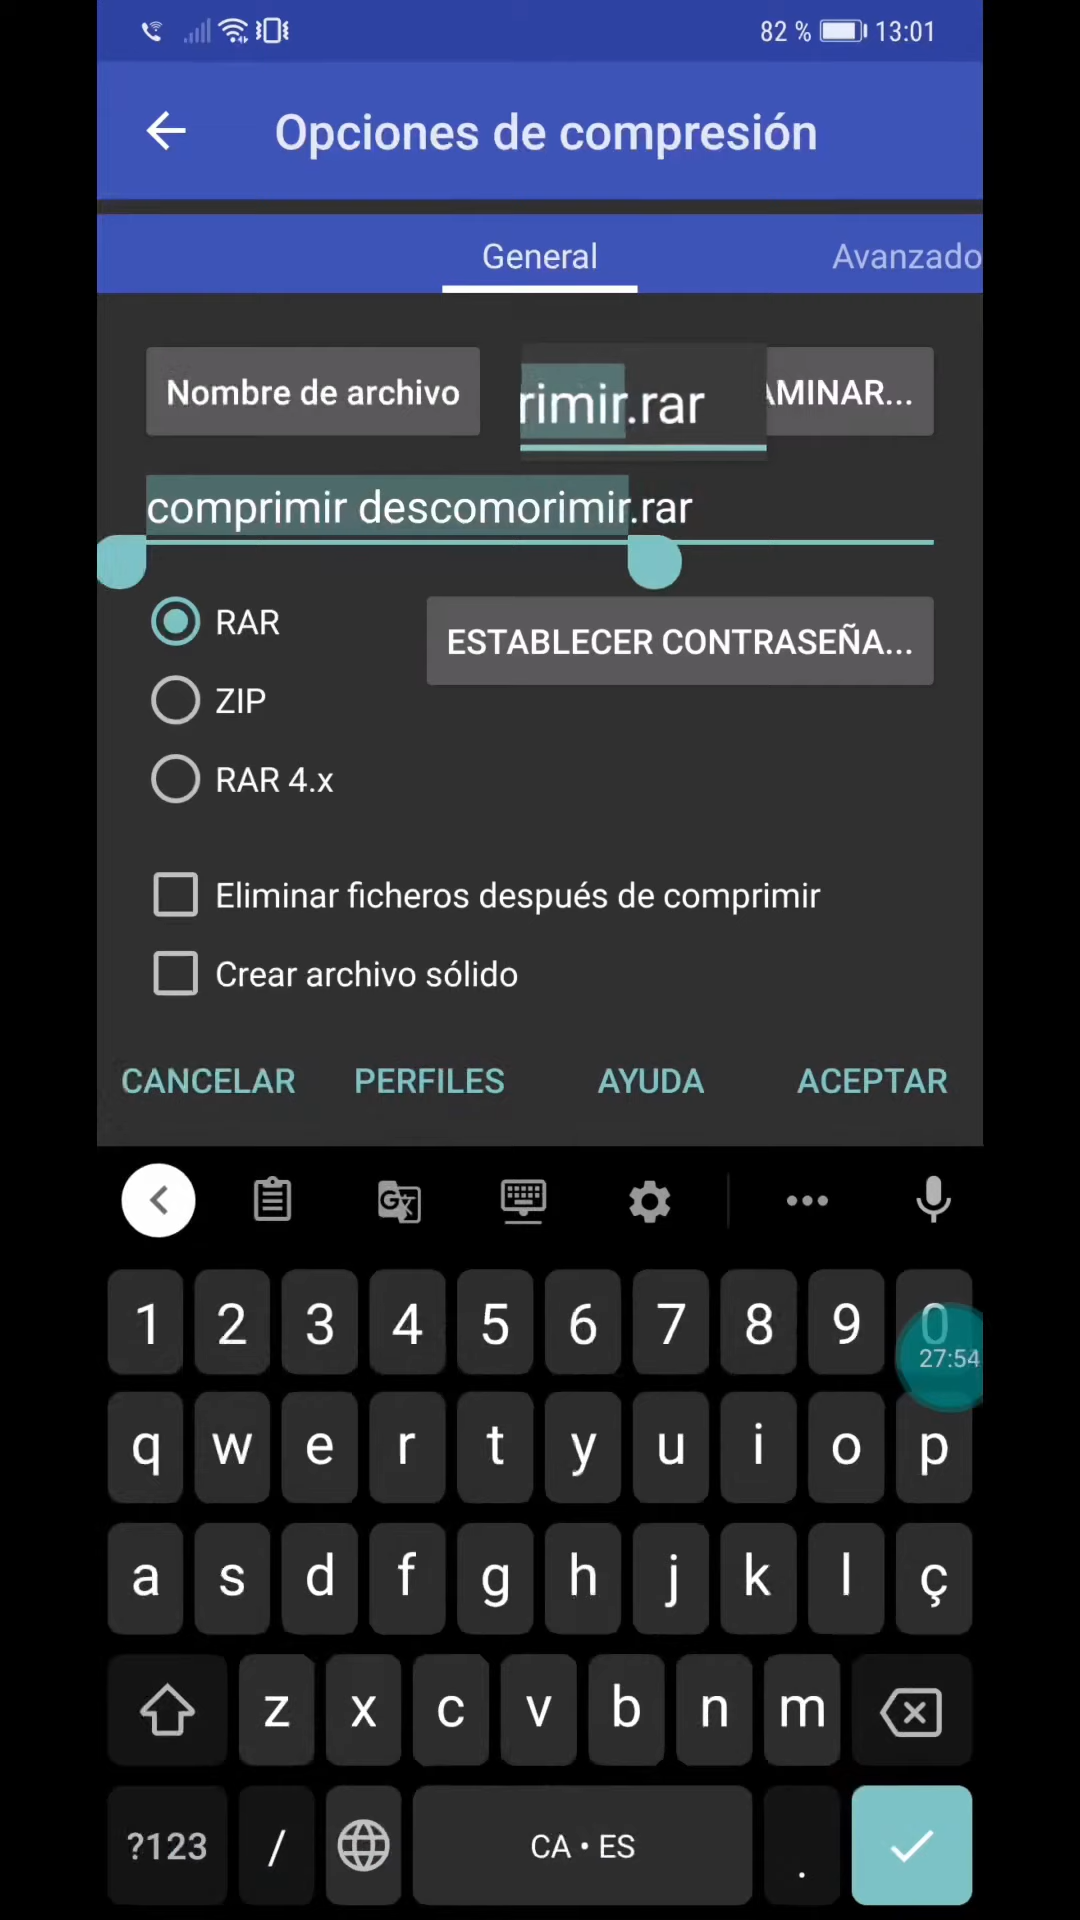 82 % 13:01
Opciones de compresión
General Avanzado
Nombre de archivo rimir.rar AMINAR...
comprimir descomorimir.rar
RAR ESTABLECER CONTRASEÑA...
ZIP
RAR 4.x
Eliminar ficheros después de comprimir
Crear archivo sólido
CANCELAR PERFILES AYUDA ACEPTAR
1 2 3 4 5 6 7 8 9 0
27:54
q w e r t y u i o p
a s d f g h j k l ç
z x c v b n m
?123 / CA • ES .